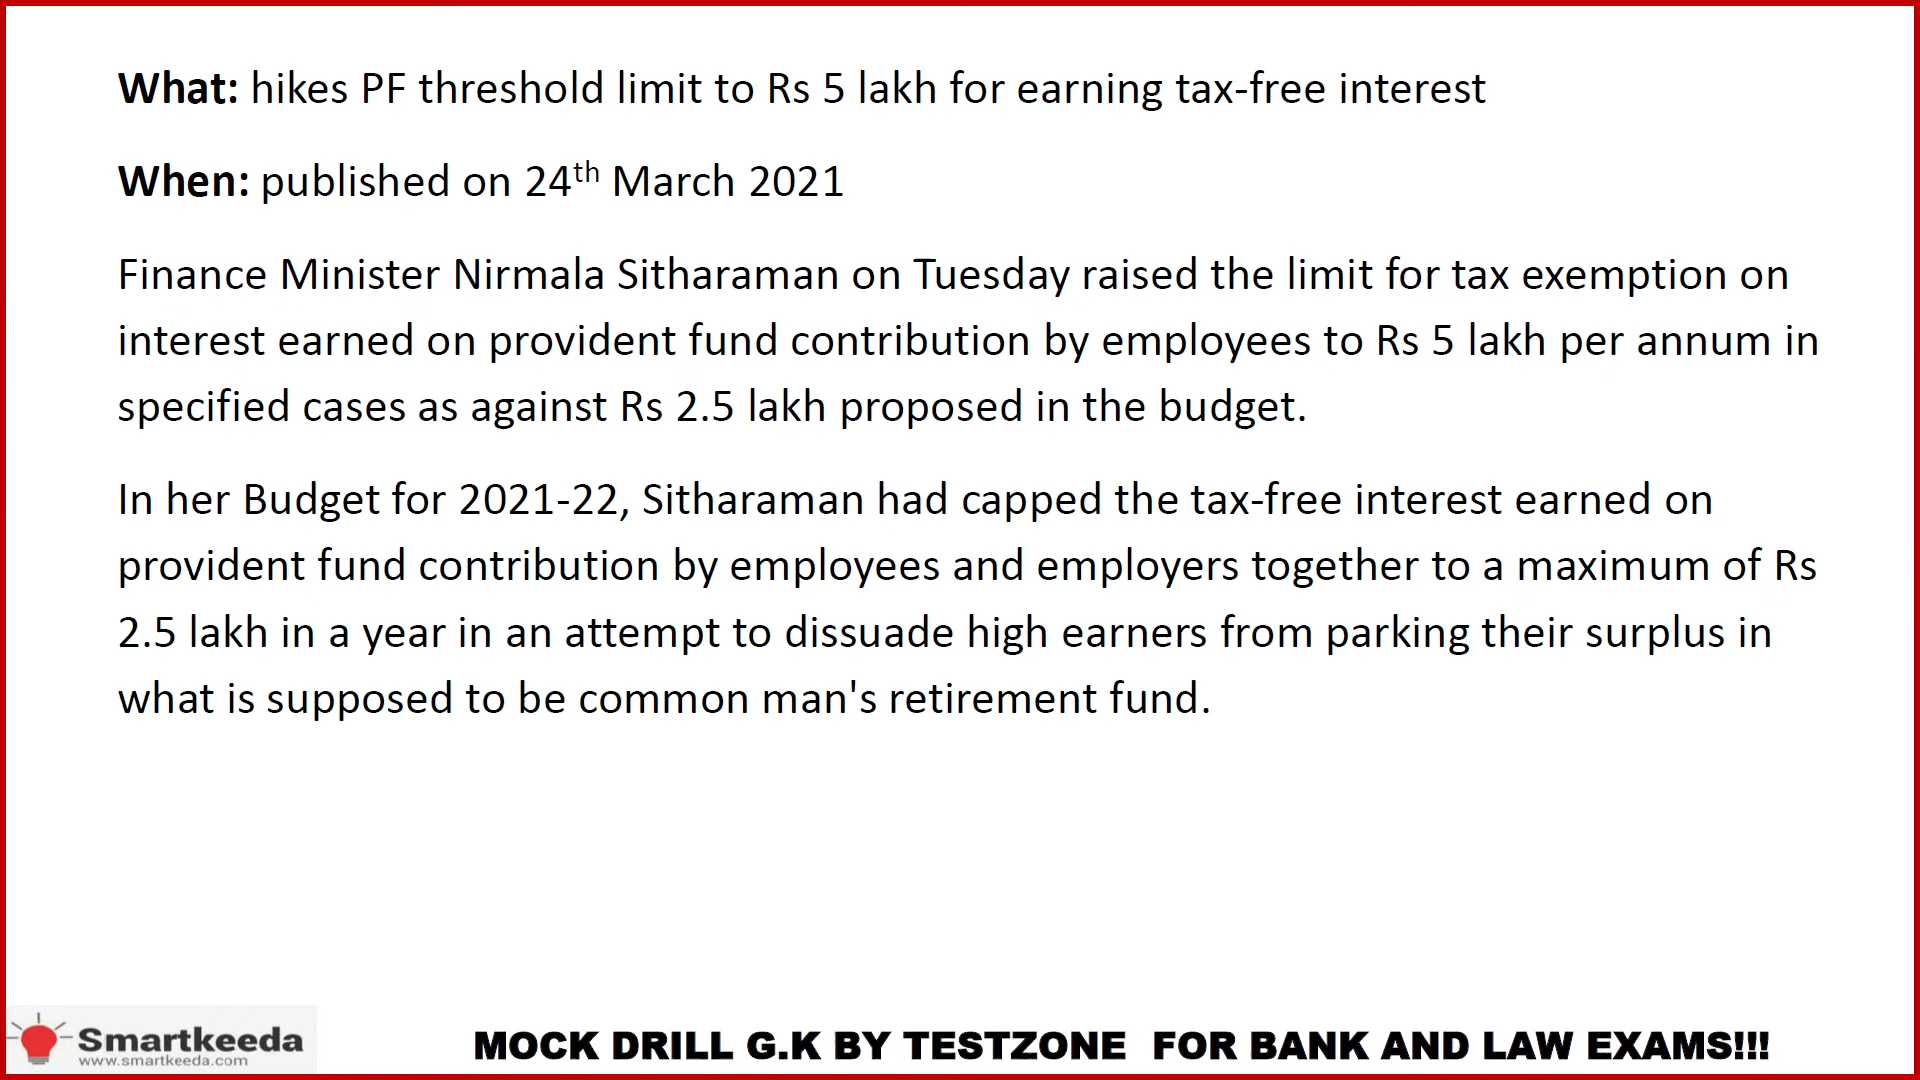 What: hikes PF threshold limit to Rs 5 lakh for earning tax-free interest
When: published on 24th March 2021
Finance Minister Nirmala Sitharaman on Tuesday raised the limit for tax exemption on
interest earned on provident fund contribution by employees to Rs 5 lakh per annum in
specified cases as against Rs 2.5 lakh proposed in the budget.
In her Budget for 2021-22, Sitharaman had capped the tax-free interest earned on
provident fund contribution by employees and employers together to a maximum of Rs
2.5 lakh in a year in an attempt to dissuade high earners from parking their surplus in
what is supposed to be common man's retirement fund.
Smartkeeda
www.smartkeeda.com
MOCK DRILL G.K BY TESTZONE  FOR BANK AND LAW EXAMS!!!